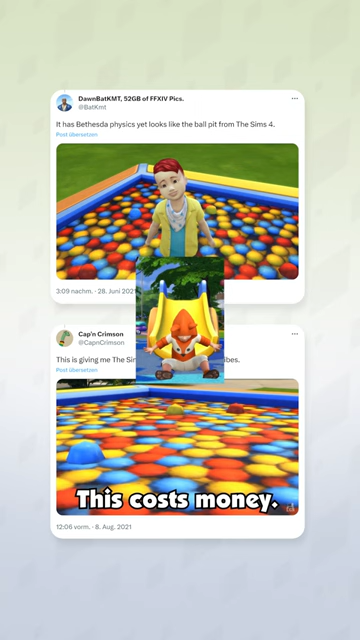 DawnBatKMT, 52GB of FFXIV Pics.
@BatKmt
It has Bethesda physics yet looks like the ball pit from The Sims 4.
Post übersetzen
3:09 nachm. · 28. Juni 2021
Cap'n Crimson
@CapnCrimson
This is giving me The
Post übersetzen
This costs money.
12:06 vorm. · 8. Aug. 2021